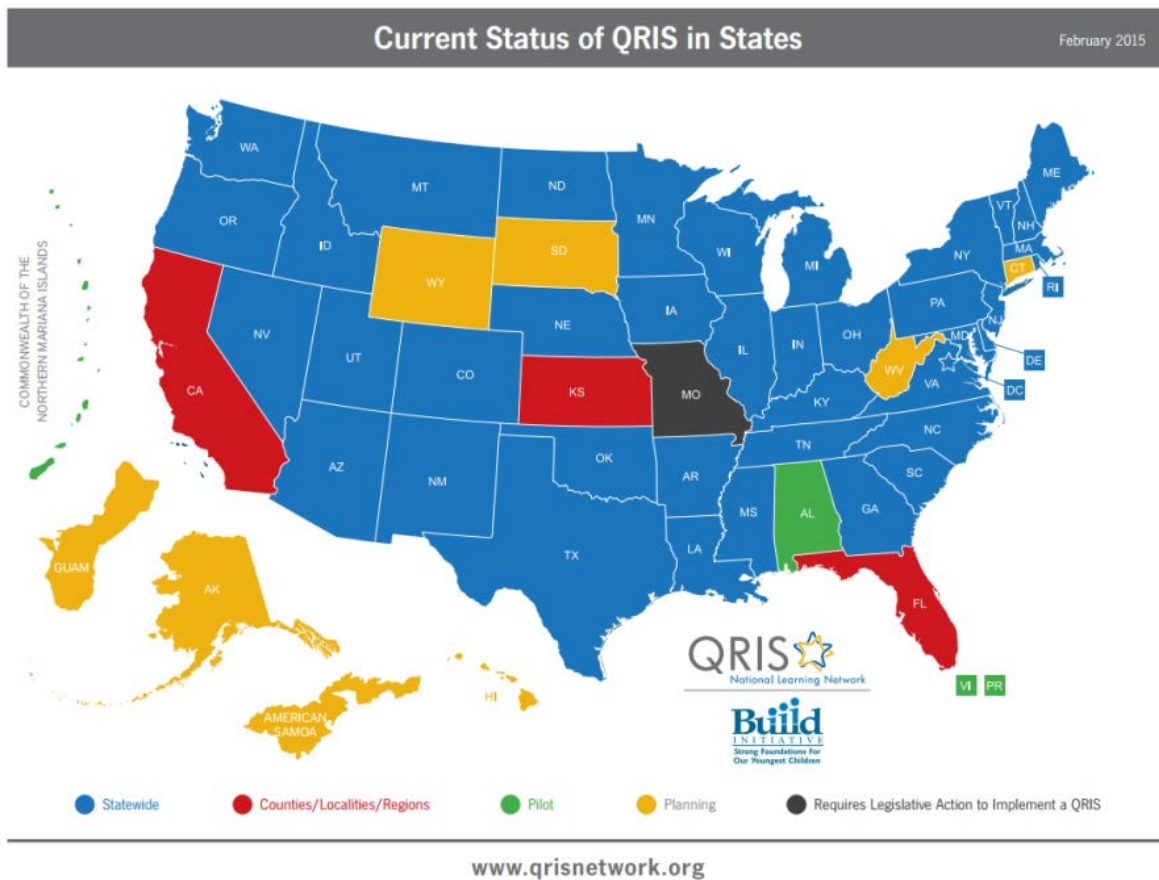 Current Status of QRIS in States
February 2015
COMMONWEALTH OF THE
NORTHERN MARIANA ISLANDS
WA
MT
ND
MN
ME
VT
NH
OR
ID
SD
WI
MI
NY
MA
CT
RI
WY
IA
PA
NJ
NE
NV
UT
CO
IL
IN
OH
MD
DE
WV
VA
DC
CA
KS
MO
KY
NC
TN
AZ
NM
OK
AR
SC
MS
AL
GA
TX
LA
FL
GUAM
AK
HI
AMERICAN
SAMOA
VI
PR
QRIS
National Learning Network
Build
INITIATIVE
Strong Foundations For
Our Youngest Children
Statewide
Counties/Localities/Regions
Pilot
Planning
Requires Legislative Action to Implement a QRIS
www.qrisnetwork.org